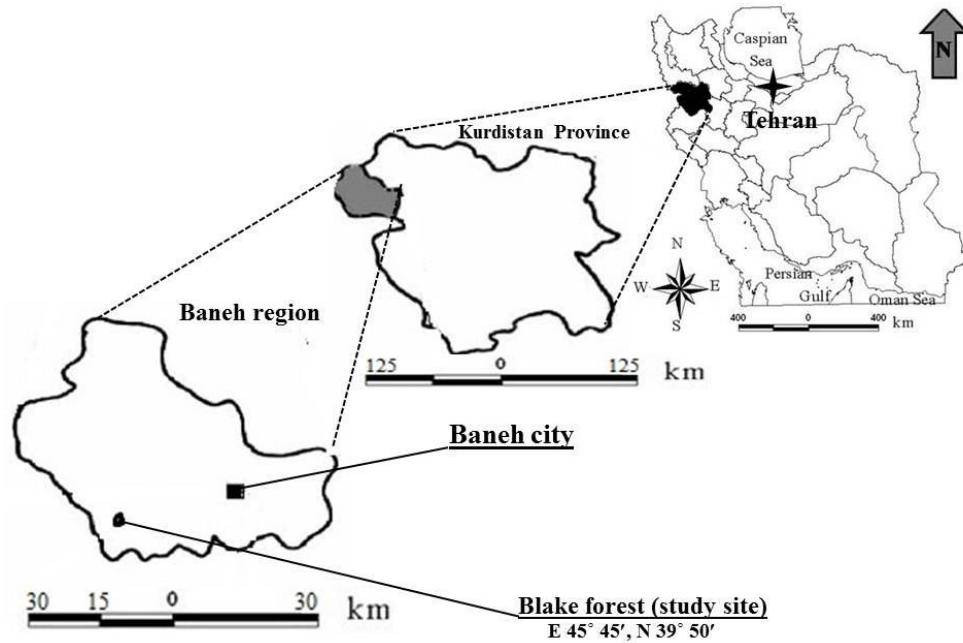 Caspian
Sea
N
Tehran
Kurdistan Province
N
W E
S
Persian
Gulf
Oman Sea
400 0 400
km
Baneh region
125 0 125
km
Baneh city
30 15 0 30
km
Blake forest (study site)
E 45° 45′, N 39° 50′